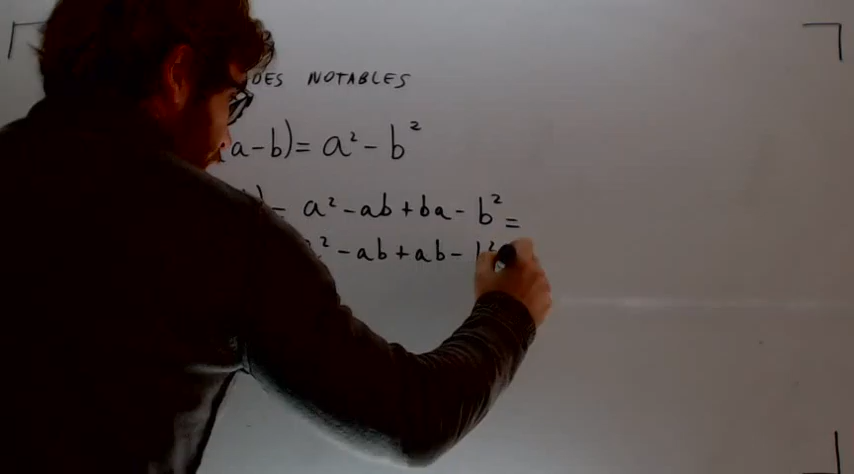 DES NOTABLES
(a-b)= a² - b²
) = a² - ab + ba - b² =
² - ab + ab - b²